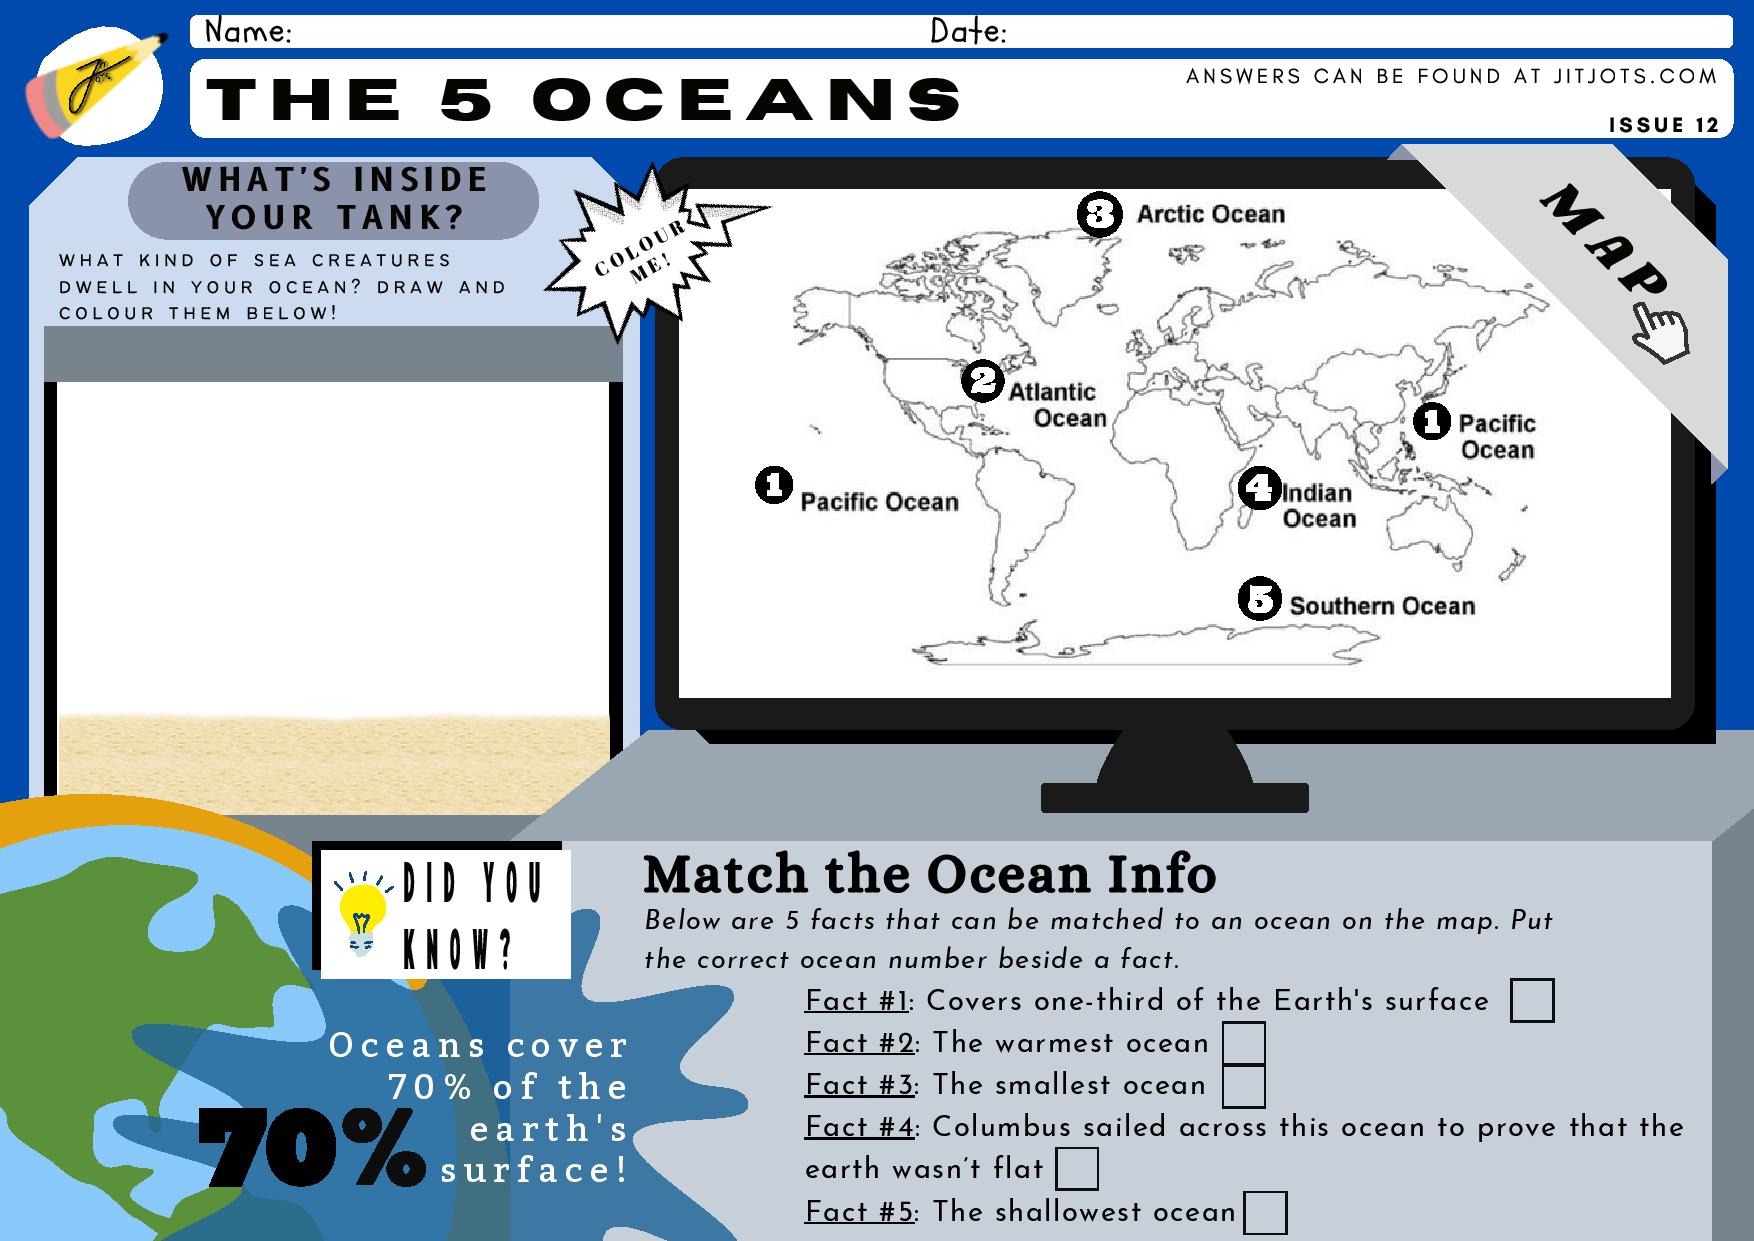 Name:
Date:
THE 5 OCEANS
ANSWERS CAN BE FOUND AT JITJOTS.COM
ISSUE 12
WHAT'S INSIDE
YOUR TANK?
WHAT KIND OF SEA CREATURES
DWELL IN YOUR OCEAN? DRAW AND
COLOUR THEM BELOW!
COLOUR
ME!
MAP
3 Arctic Ocean
2 Atlantic
Ocean
1 Pacific
Ocean
1 Pacific Ocean
4 Indian
Ocean
5 Southern Ocean
DID YOU
KNOW?
Oceans cover
70% of the
earth's
surface!
70%
Match the Ocean Info
Below are 5 facts that can be matched to an ocean on the map. Put
the correct ocean number beside a fact.
Fact #1: Covers one-third of the Earth's surface
Fact #2: The warmest ocean
Fact #3: The smallest ocean
Fact #4: Columbus sailed across this ocean to prove that the
earth wasn't flat
Fact #5: The shallowest ocean